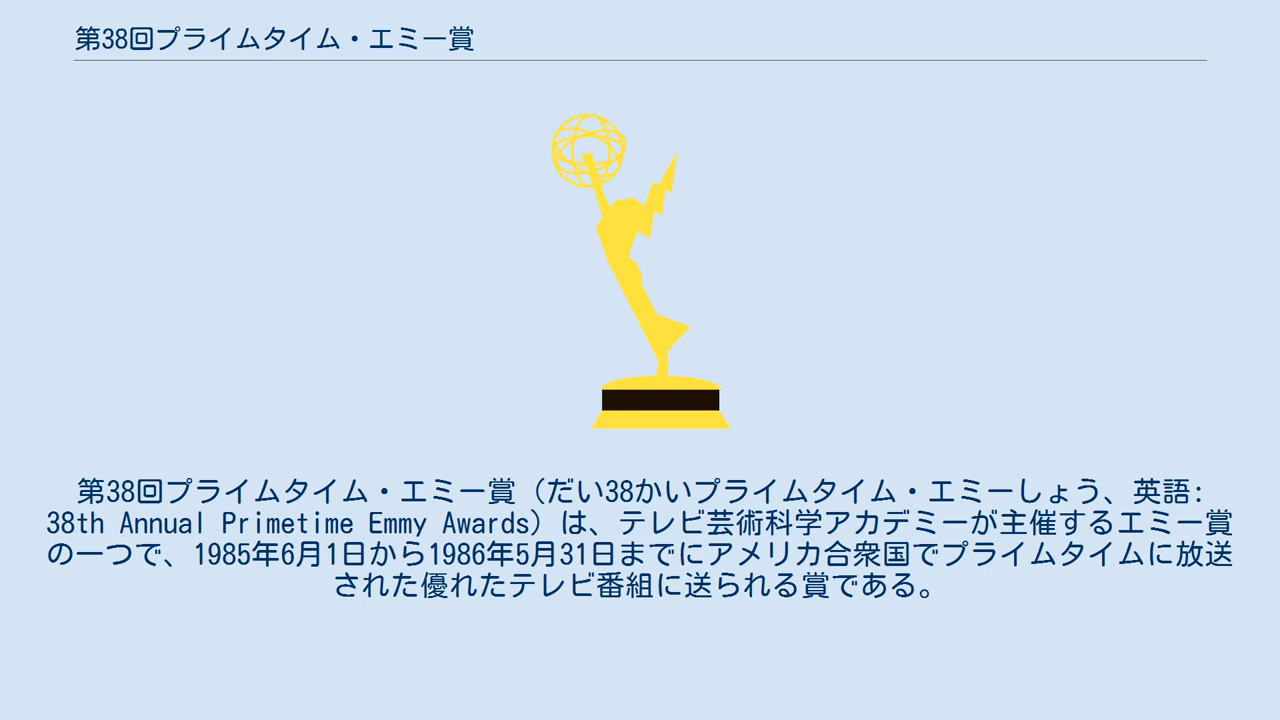 第38回プライムタイム・エミー賞
第38回プライムタイム・エミー賞（だい38かいプライムタイム・エミーしょう、英語:
38th Annual Primetime Emmy Awards）は、テレビ芸術科学アカデミーが主催するエミー賞
の一つで、1985年6月1日から1986年5月31日までにアメリカ合衆国でプライムタイムに放送
された優れたテレビ番組に送られる賞である。